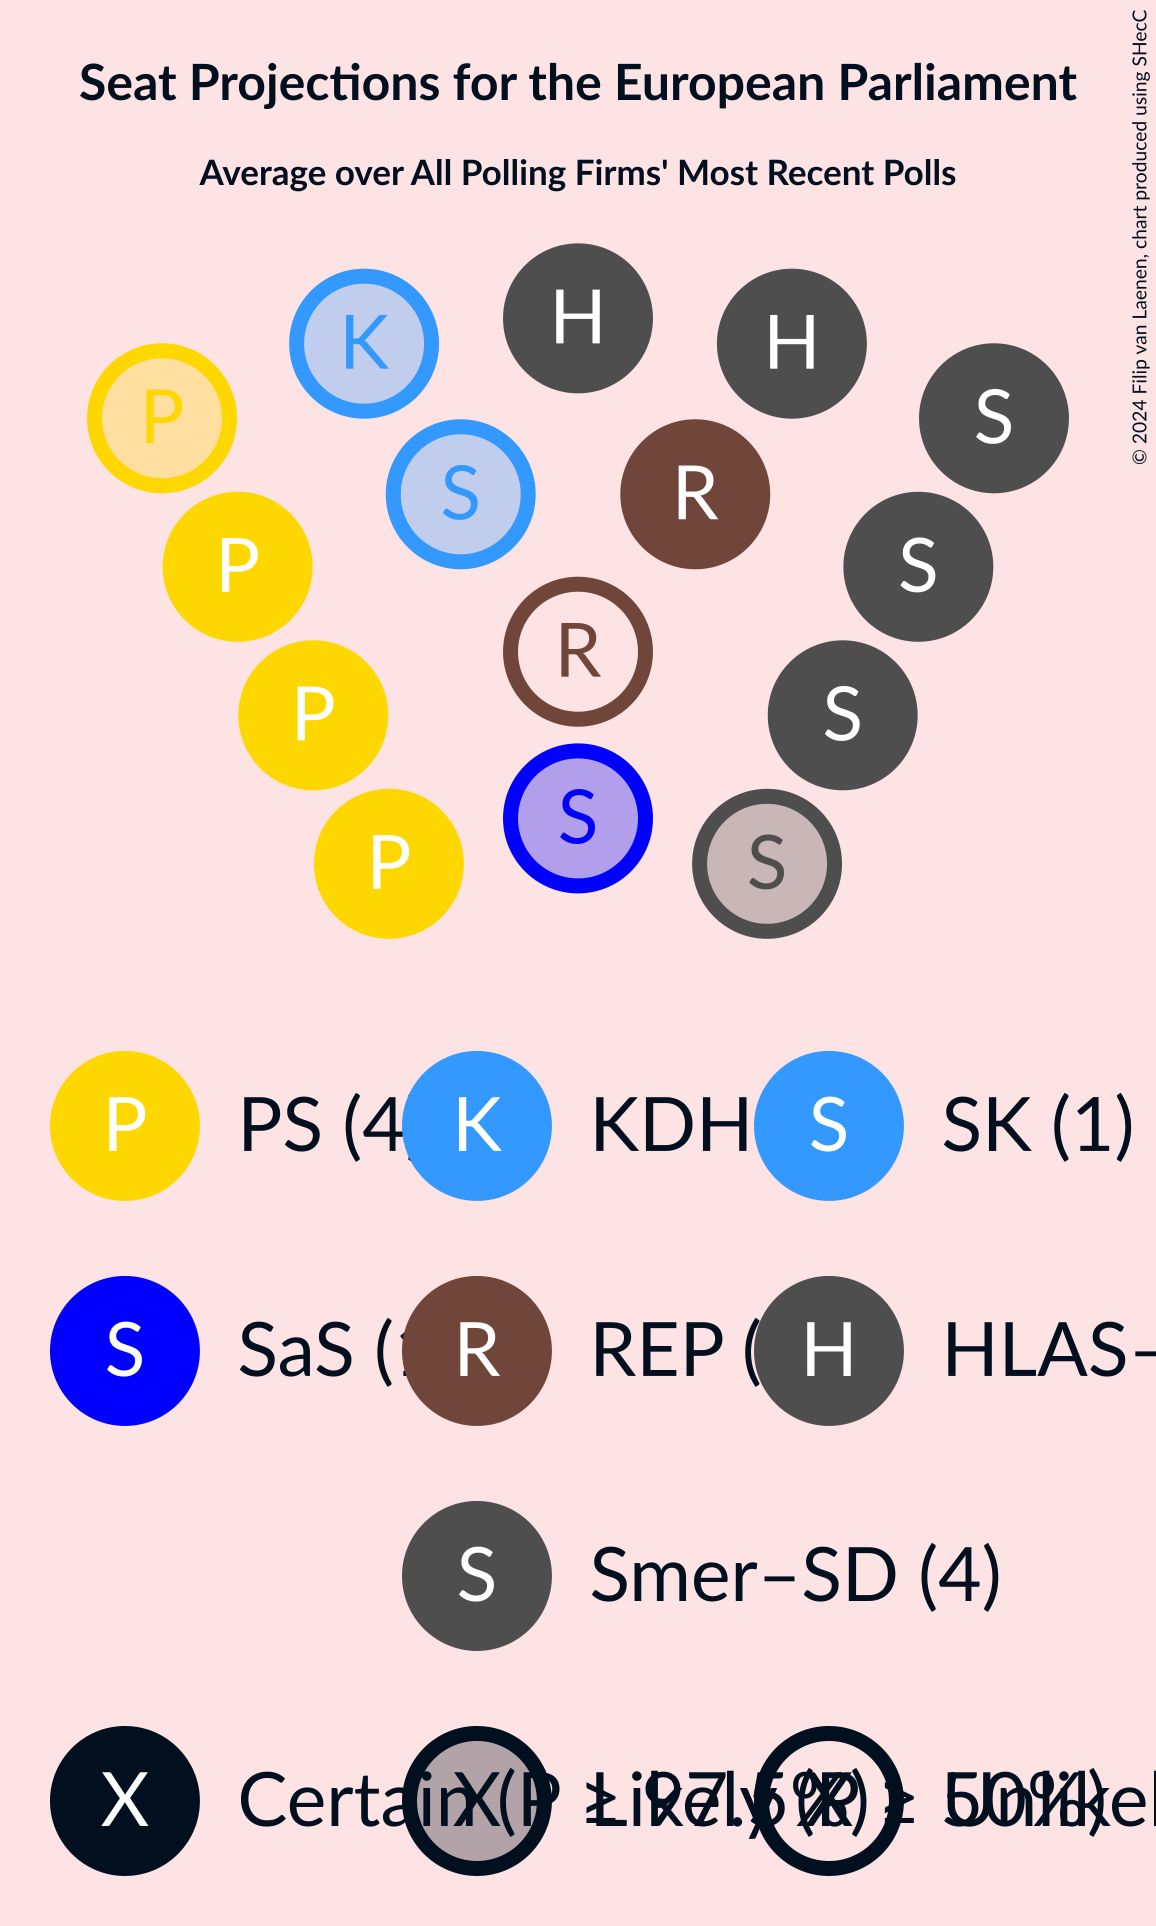 Seat Projections for the European Parliament
Average over All Polling Firms' Most Recent Polls
© 2024 Filip van Laenen, chart produced using SHecC
H
K
H
P
S
S
R
P
S
R
P
S
S
P
S
P PS (4) K KDH S SK (1)
S SaS (1 R REP ( H HLAS–
S Smer–SD (4)
X Certain (P ≥ 97.5%) X Likely (P ≥ 50%) X Unlikel